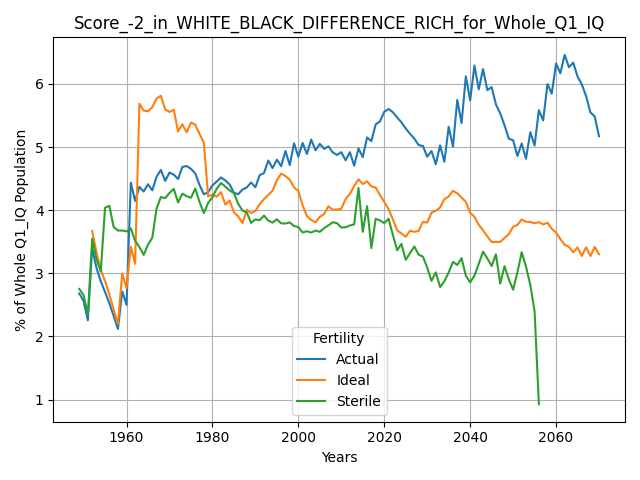 Score_-2_in_WHITE_BLACK_DIFFERENCE_RICH_for_Whole_Q1_IQ
% of Whole Q1_IQ Population
6
5
4
3
2
1
Fertility
Actual
Ideal
Sterile
1960 1980 2000 2020 2040 2060
Years